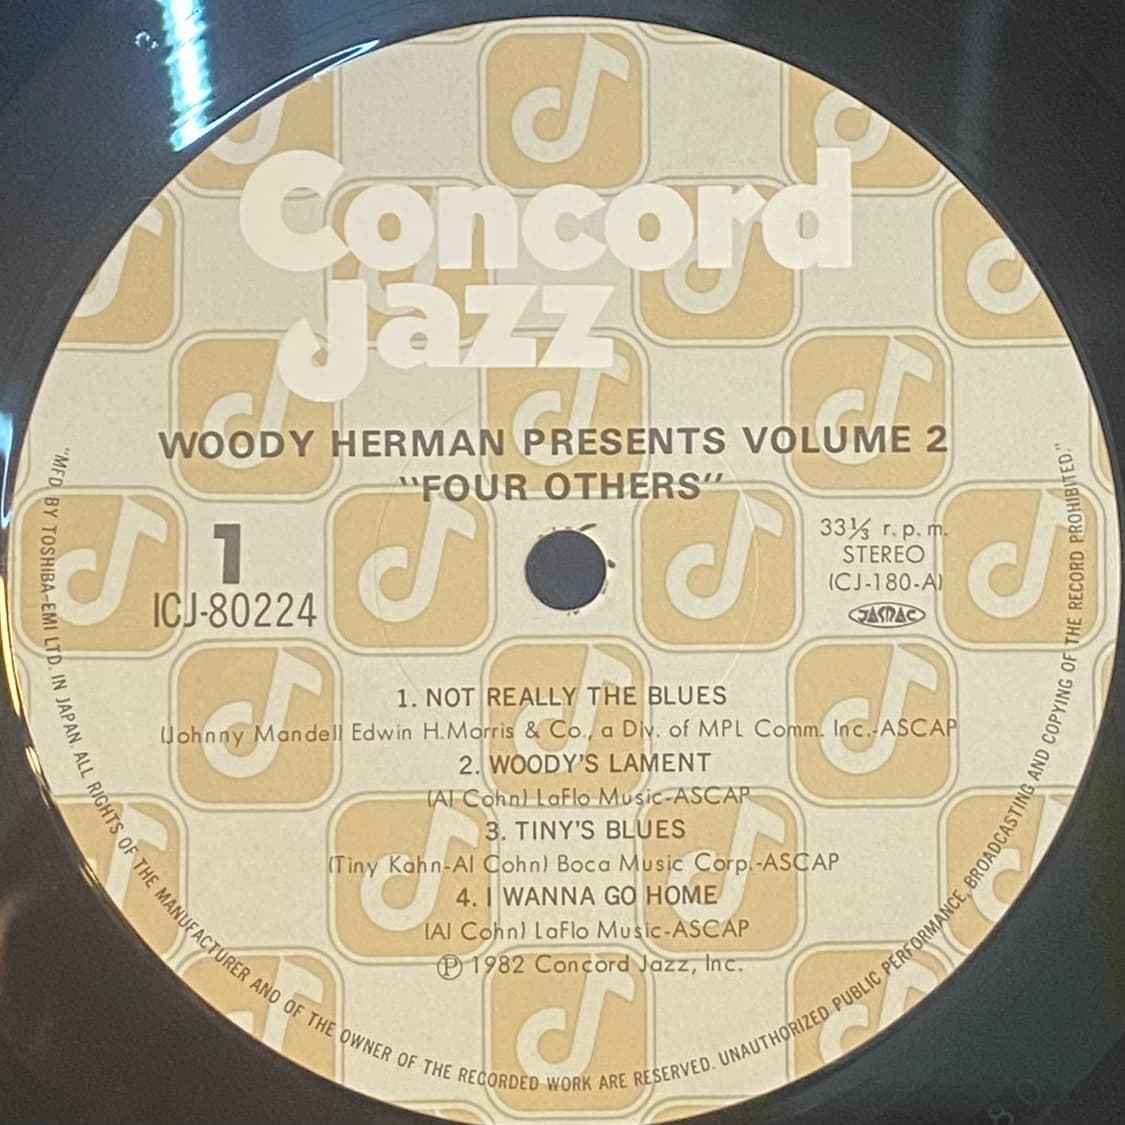 Concord
Jazz
WOODY HERMAN PRESENTS VOLUME 2
"FOUR OTHERS"
1
ICJ-80224
33⅓ r.p.m.
STEREO
(CJ-180-A)
JASRAC
1. NOT REALLY THE BLUES
(Johnny Mandel) Edwin H.Morris & Co., a Div. of MPL Comm. Inc.-ASCAP
2. WOODY'S LAMENT
(Al Cohn) LaFlo Music-ASCAP
3. TINY'S BLUES
(Tiny Kahn-Al Cohn) Boca Music Corp.-ASCAP
4. I WANNA GO HOME
(Al Cohn) LaFlo Music-ASCAP
Ⓟ 1982 Concord Jazz, Inc.
"MFD. BY TOSHIBA-EMI LTD. IN JAPAN. ALL RIGHTS OF THE MANUFACTURER AND OF THE OWNER OF THE RECORDED WORK ARE RESERVED. UNAUTHORIZED PUBLIC PERFORMANCE, BROADCASTING AND COPYING OF THE RECORD PROHIBITED."